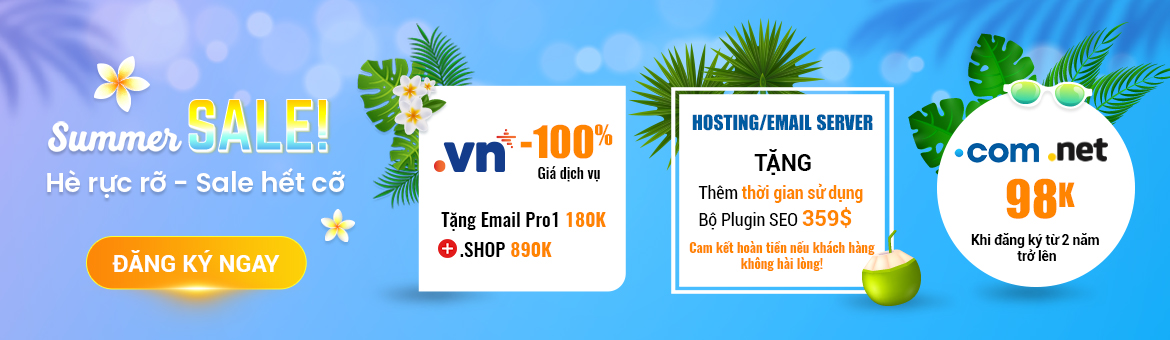 Summer SALE!
Hè rực rỡ - Sale hết cỡ
ĐĂNG KÝ NGAY
.vn -100%
Giá dịch vụ
Tặng Email Pro1 180K
+ .SHOP 890K
HOSTING/EMAIL SERVER
TẶNG
Thêm thời gian sử dụng
Bộ Plugin SEO 359$
Cam kết hoàn tiền nếu khách hàng
không hài lòng!
.com .net
98K
Khi đăng ký từ 2 năm
trở lên